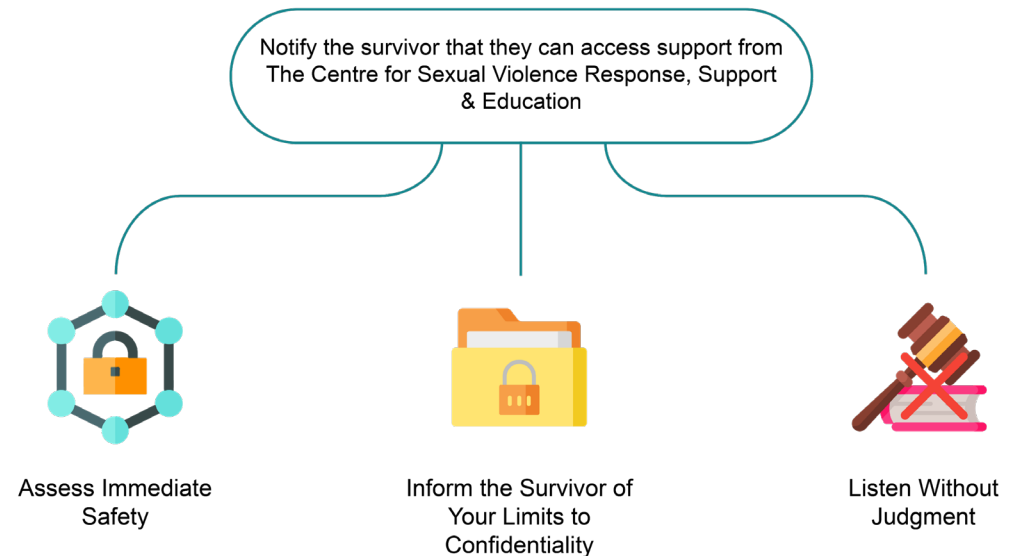 Notify the survivor that they can access support from
The Centre for Sexual Violence Response, Support
& Education
Assess Immediate
Safety
Inform the Survivor of
Your Limits to
Confidentiality
Listen Without
Judgment